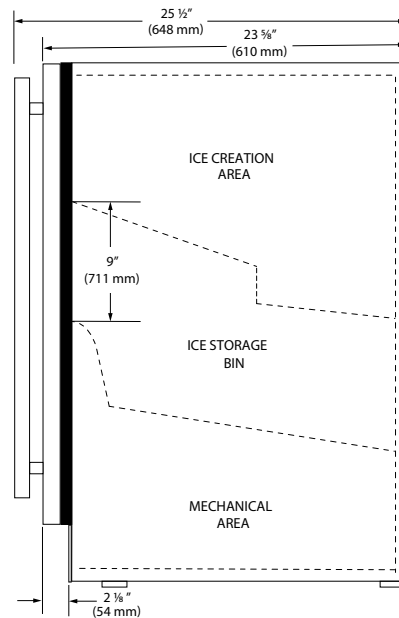 25 ½"
(648 mm)
23 ⅝"
(610 mm)
ICE CREATION
AREA
9"
(711 mm)
ICE STORAGE
BIN
MECHANICAL
AREA
2 ⅛ "
(54 mm)